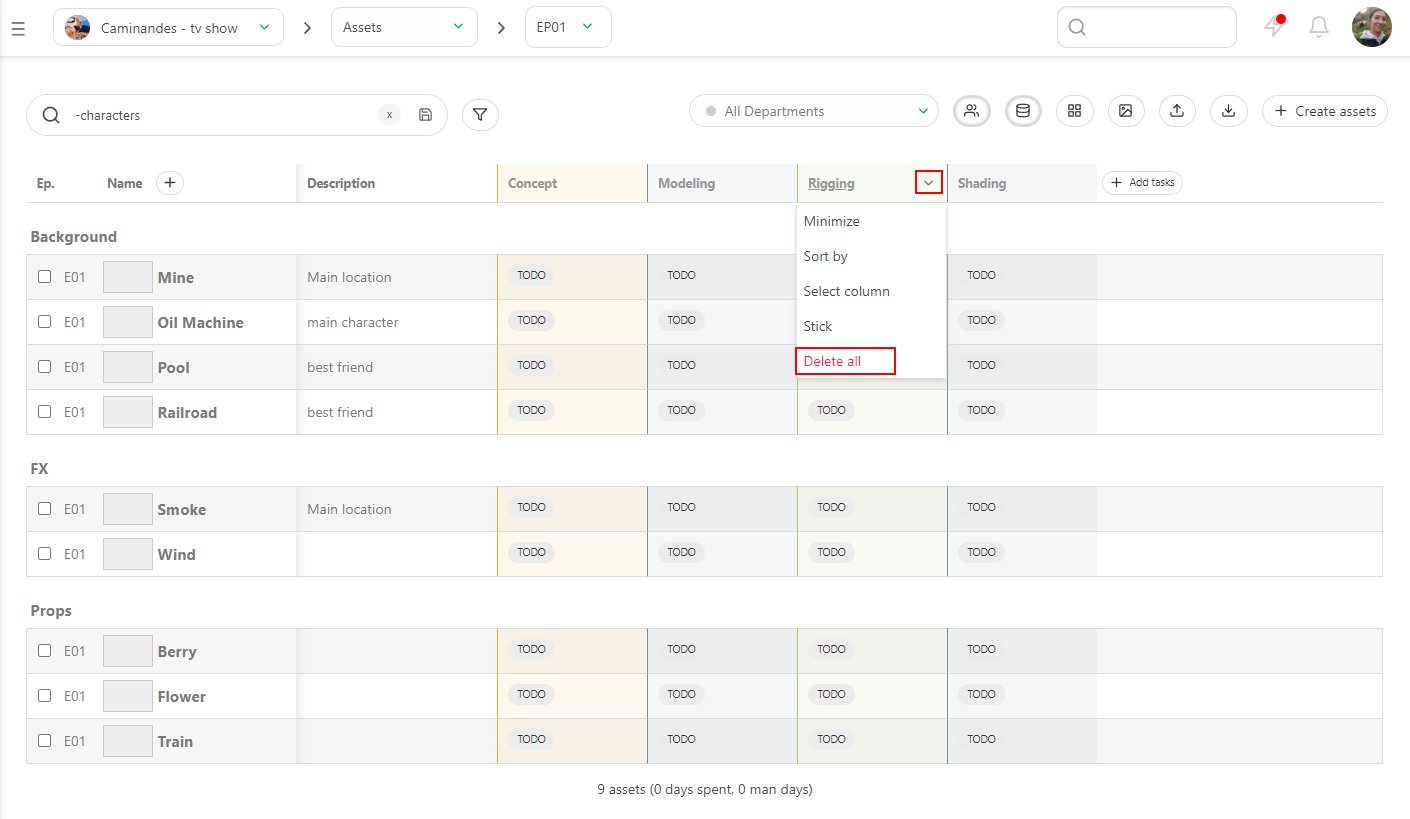 Caminandes - tv show > Assets > EP01
-characters x All Departments + Create assets
Ep. Name + Description Concept Modeling Rigging Shading + Add tasks
Minimize
Sort by
Select column
Stick
Delete all
Background
E01 Mine Main location TODO TODO TODO
E01 Oil Machine main character TODO TODO TODO
E01 Pool best friend TODO TODO TODO
E01 Railroad best friend TODO TODO TODO TODO
FX
E01 Smoke Main location TODO TODO TODO TODO
E01 Wind TODO TODO TODO TODO
Props
E01 Berry TODO TODO TODO TODO
E01 Flower TODO TODO TODO TODO
E01 Train TODO TODO TODO TODO
9 assets (0 days spent, 0 man days)